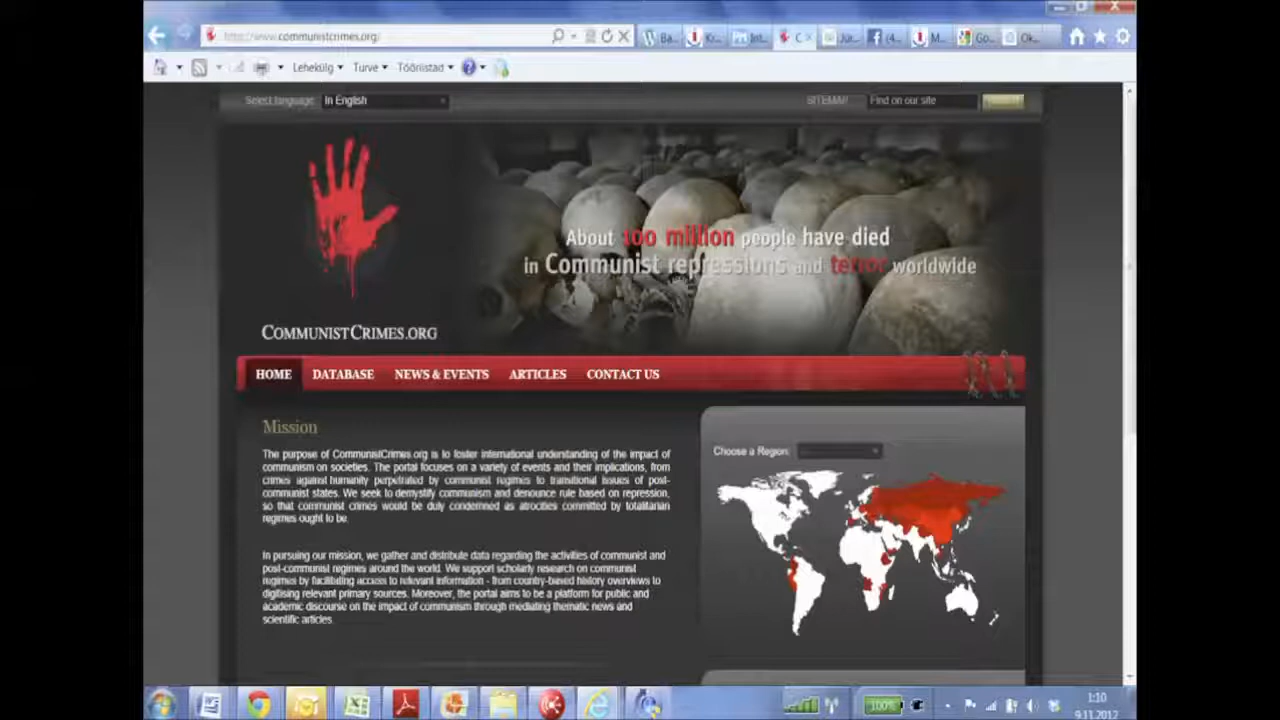 http://www.communistcrimes.org/
Lehekülg
Turve
Tööriistad
Select language:
In English
SITEMAP
Find on our site
About 100 million people have died
in Communist repressions and terror worldwide
COMMUNISTCRIMES.ORG
HOME
DATABASE
NEWS & EVENTS
ARTICLES
CONTACT US
Mission
The purpose of CommunistCrimes.org is to foster international understanding of the impact of
communism on societies. The portal focuses on a variety of events and their implications, from
crimes against humanity perpetrated by communist regimes to transitional issues of post-
communist states. We seek to demystify communism and denounce rule based on repression,
so that communist crimes would be duly condemned as atrocities committed by totalitarian
regimes ought to be.
In pursuing our mission, we gather and distribute data regarding the activities of communist and
post-communist regimes around the world. We support scholarly research on communist
regimes by facilitating access to relevant information - from country-based history overviews to
digitising relevant primary sources. Moreover, the portal aims to be a platform for public and
academic discourse on the impact of communism through mediating thematic news and
scientific articles.
Choose a Region:
100%
1:10
9.11.2012